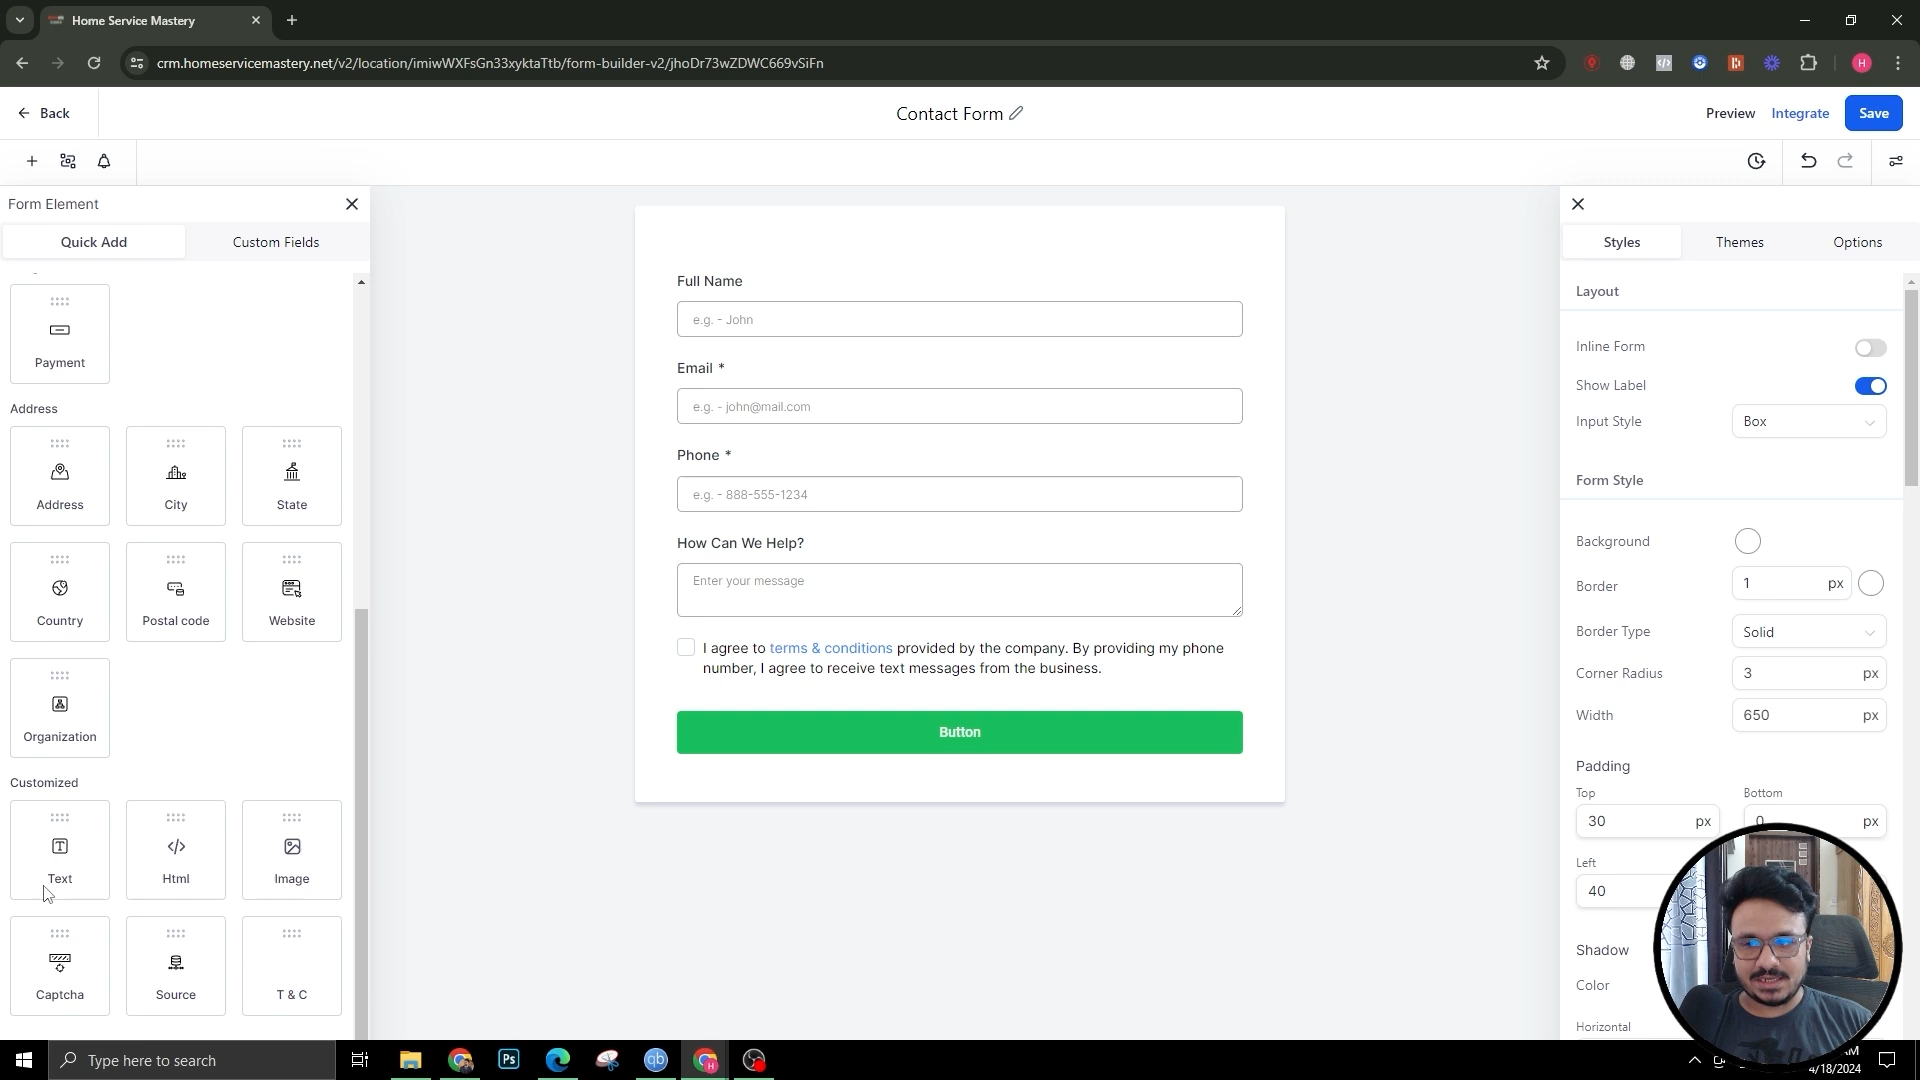 Home Service Mastery
crm.homeservicemastery.net/v2/location/imiwWXFsGn33xyktaTtb/form-builder-v2/jhoDr73wZDWC669vSiFn
H
Back
Contact Form
Preview
Integrate
Save
Form Element
Quick Add
Custom Fields
Payment
Address
Address
City
State
Country
Postal code
Website
Organization
Customized
Text
Html
Image
Captcha
Source
T & C
Full Name
e.g. - John
Email *
e.g. - john@mail.com
Phone *
e.g. - 888-555-1234
How Can We Help?
Enter your message
I agree to terms & conditions provided by the company. By providing my phone
number, I agree to receive text messages from the business.
Button
Styles
Themes
Options
Layout
Inline Form
Show Label
Input Style
Box
Form Style
Background
Border
1 px
Border Type
Solid
Corner Radius
3 px
Width
650 px
Padding
Top
Bottom
30 px
0 px
Left
40
Shadow
Color
Horizontal
Type here to search
Ps
qb
H
AM
4/18/2024